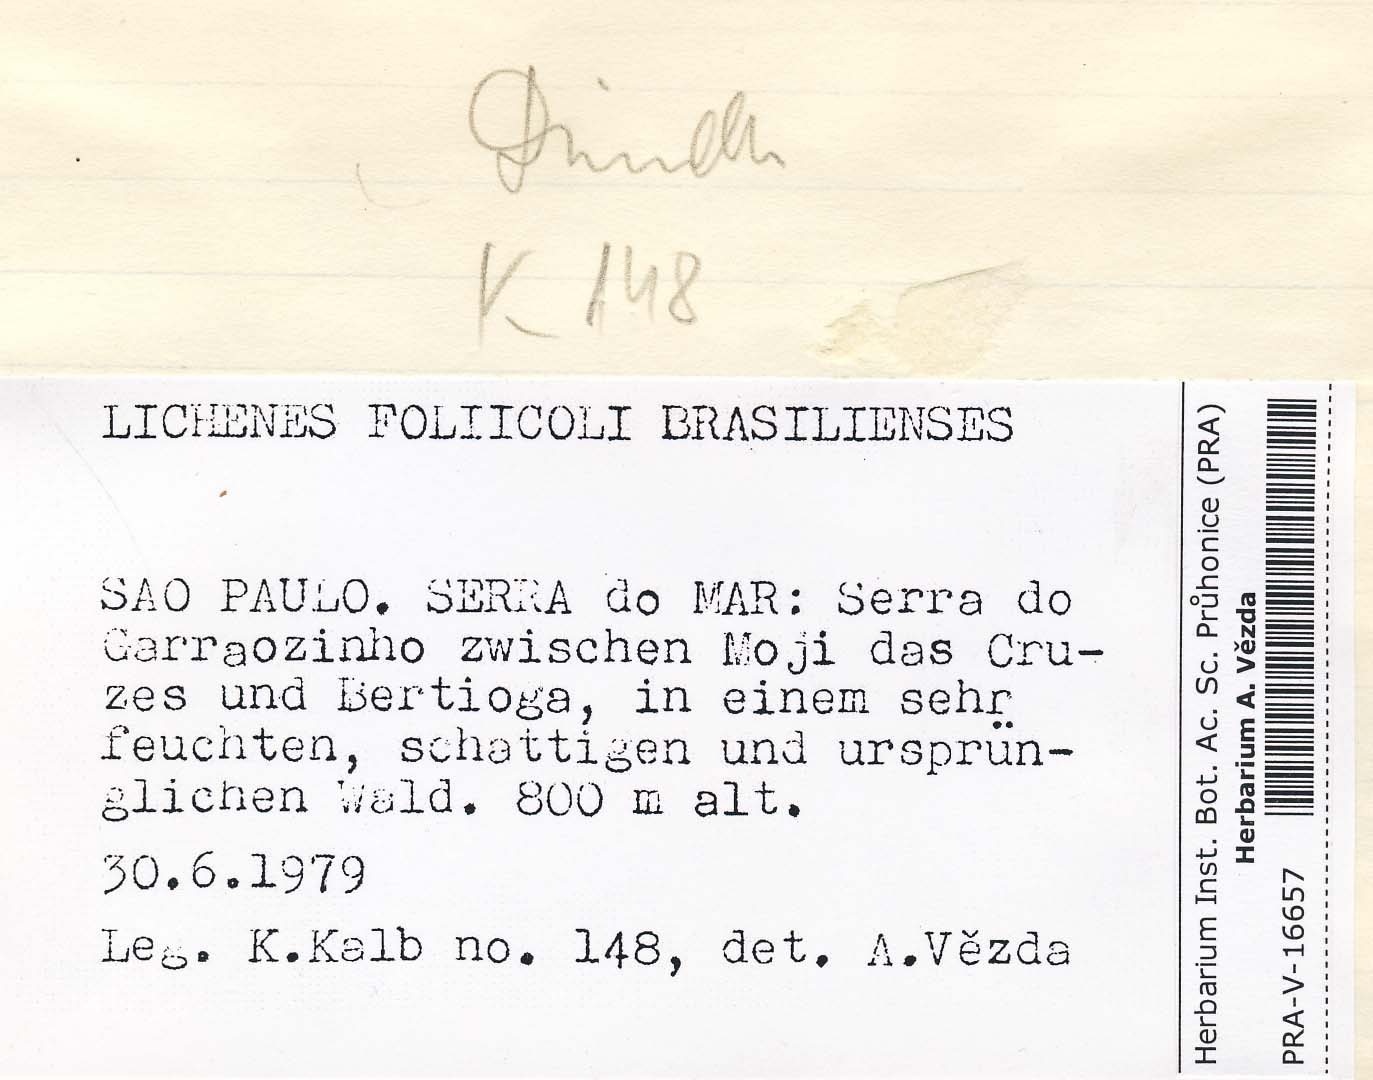 K 148
LICHENES FOLIICOLI BRASILIENSES
SAO PAULO. SERRA do MAR: Serra do
Garraozinho zwischen Moji das Cru-
zes und Bertioga, in einem sehr
feuchten, schattigen und ursprün-
glichen Wald. 800 m alt.
30.6.1979
Leg. K.Kalb no. 148, det. A.Vězda
Herbarium Inst. Bot. Ac. Sc. Průhonice (PRA)
Herbarium A. Vězda
PRA-V-16657